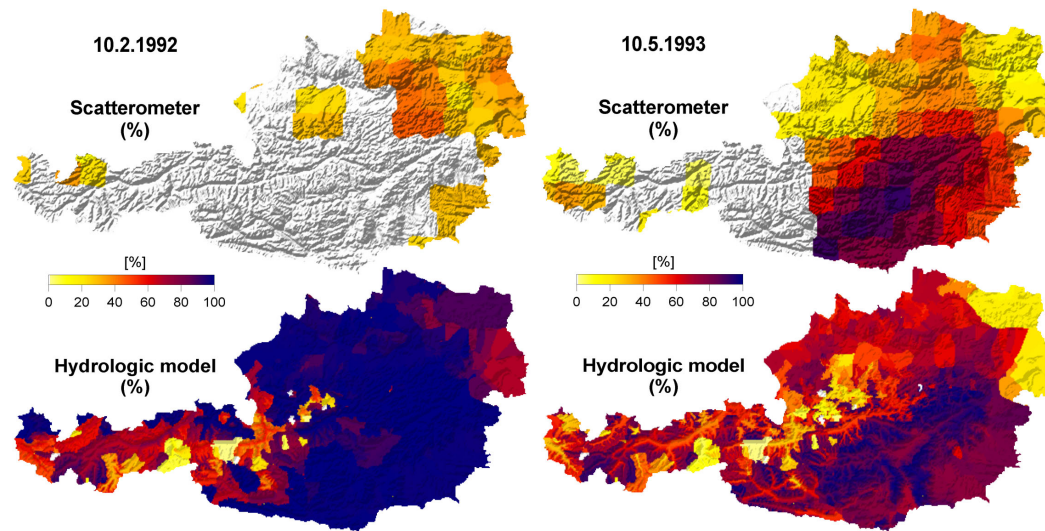 10.2.1992
Scatterometer
(%)
[%]
0 20 40 60 80 100
Hydrologic model
(%)
10.5.1993
Scatterometer
(%)
[%]
0 20 40 60 80 100
Hydrologic model
(%)